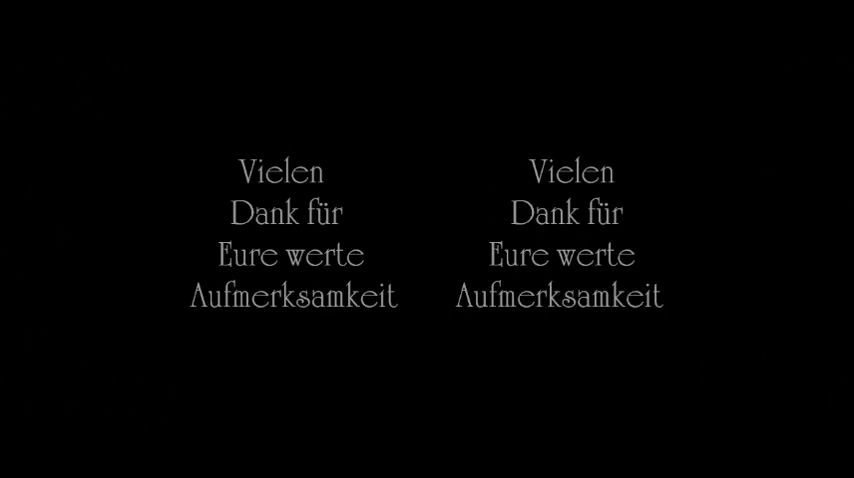 Vielen
Dank für
Eure werte
Aufmerksamkeit
Vielen
Dank für
Eure werte
Aufmerksamkeit